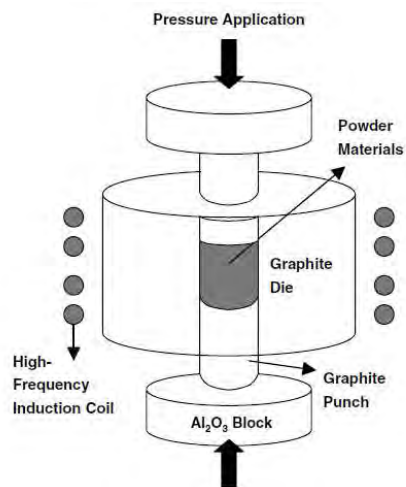 Pressure Application
Powder
Materials
Graphite
Die
High-
Frequency
Induction Coil
Graphite
Punch
Al₂O₃ Block